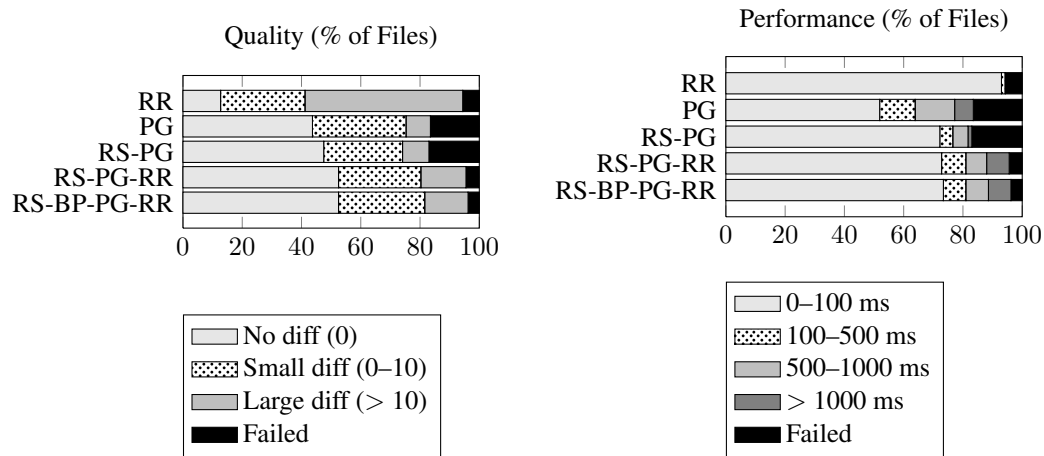 Quality (% of Files)
RR
PG
RS-PG
RS-PG-RR
RS-BP-PG-RR
0 20 40 60 80 100
No diff (0)
Small diff (0–10)
Large diff (> 10)
Failed
Performance (% of Files)
RR
PG
RS-PG
RS-PG-RR
RS-BP-PG-RR
0 20 40 60 80 100
0–100 ms
100–500 ms
500–1000 ms
> 1000 ms
Failed